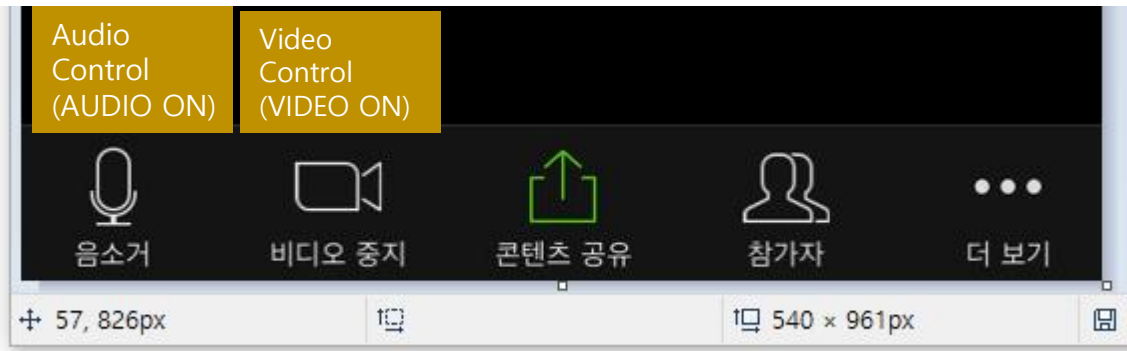 Audio
Control
(AUDIO ON)
Video
Control
(VIDEO ON)
음소거
비디오 중지
콘텐츠 공유
참가자
더 보기
57, 826px
540 × 961px